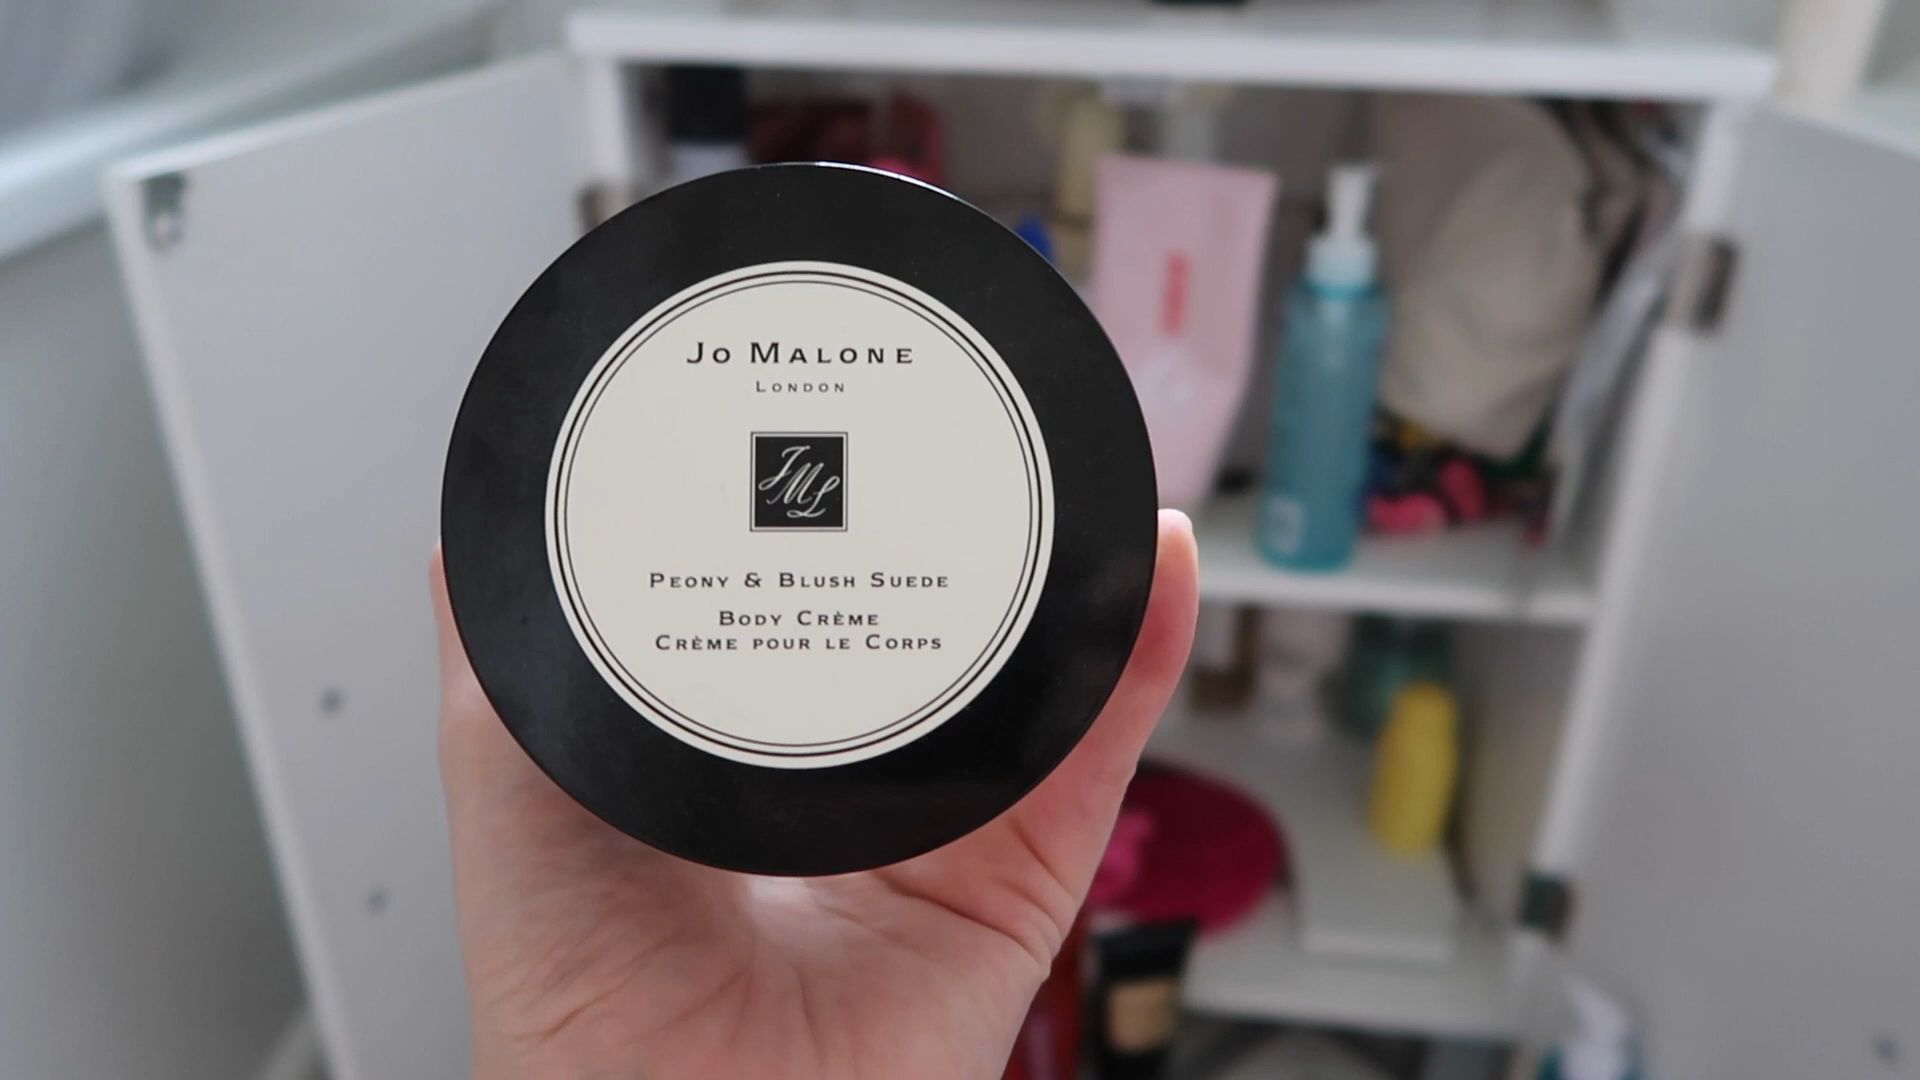 Jo Malone
London
JML
Peony & Blush Suede
Body Crème
Crème pour le Corps